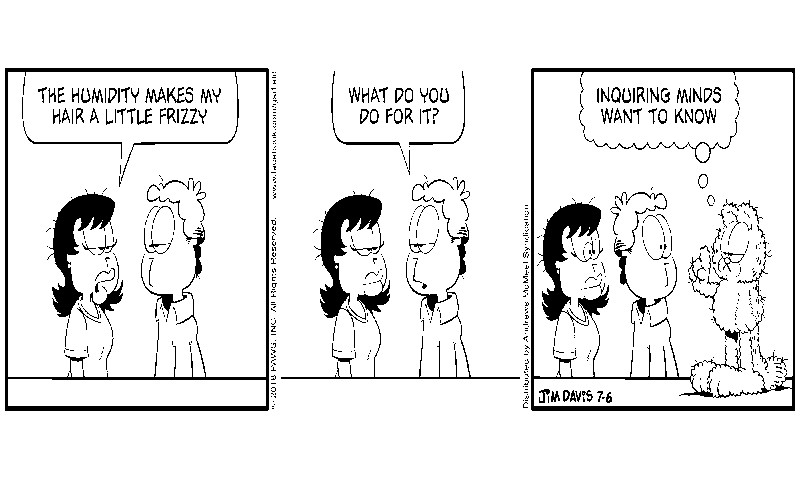 THE HUMIDITY MAKES MY
HAIR A LITTLE FRIZZY
© 2018 PAWS, INC. All Rights Reserved.
WHAT DO YOU
DO FOR IT?
Distributed by Andrews McMeel Syndication
INQUIRING MINDS
WANT TO KNOW
JIM DAVIS 7-6